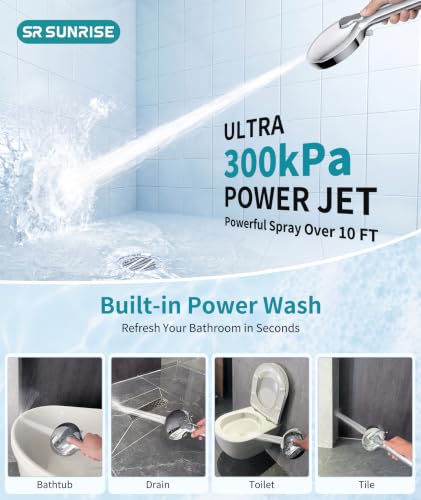 SR SUNRISE
ULTRA
300kPa
POWER JET
Powerful Spray Over 10 FT
Built-in Power Wash
Refresh Your Bathroom in Seconds
Bathtub
Drain
Toilet
Tile